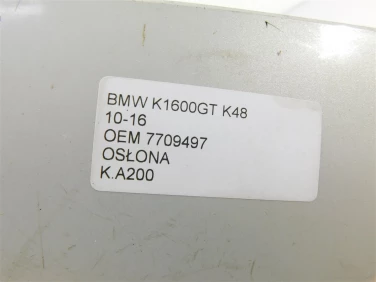 BMW K1600GT K48
10-16
OEM 7709497
OSŁONA
K.A200